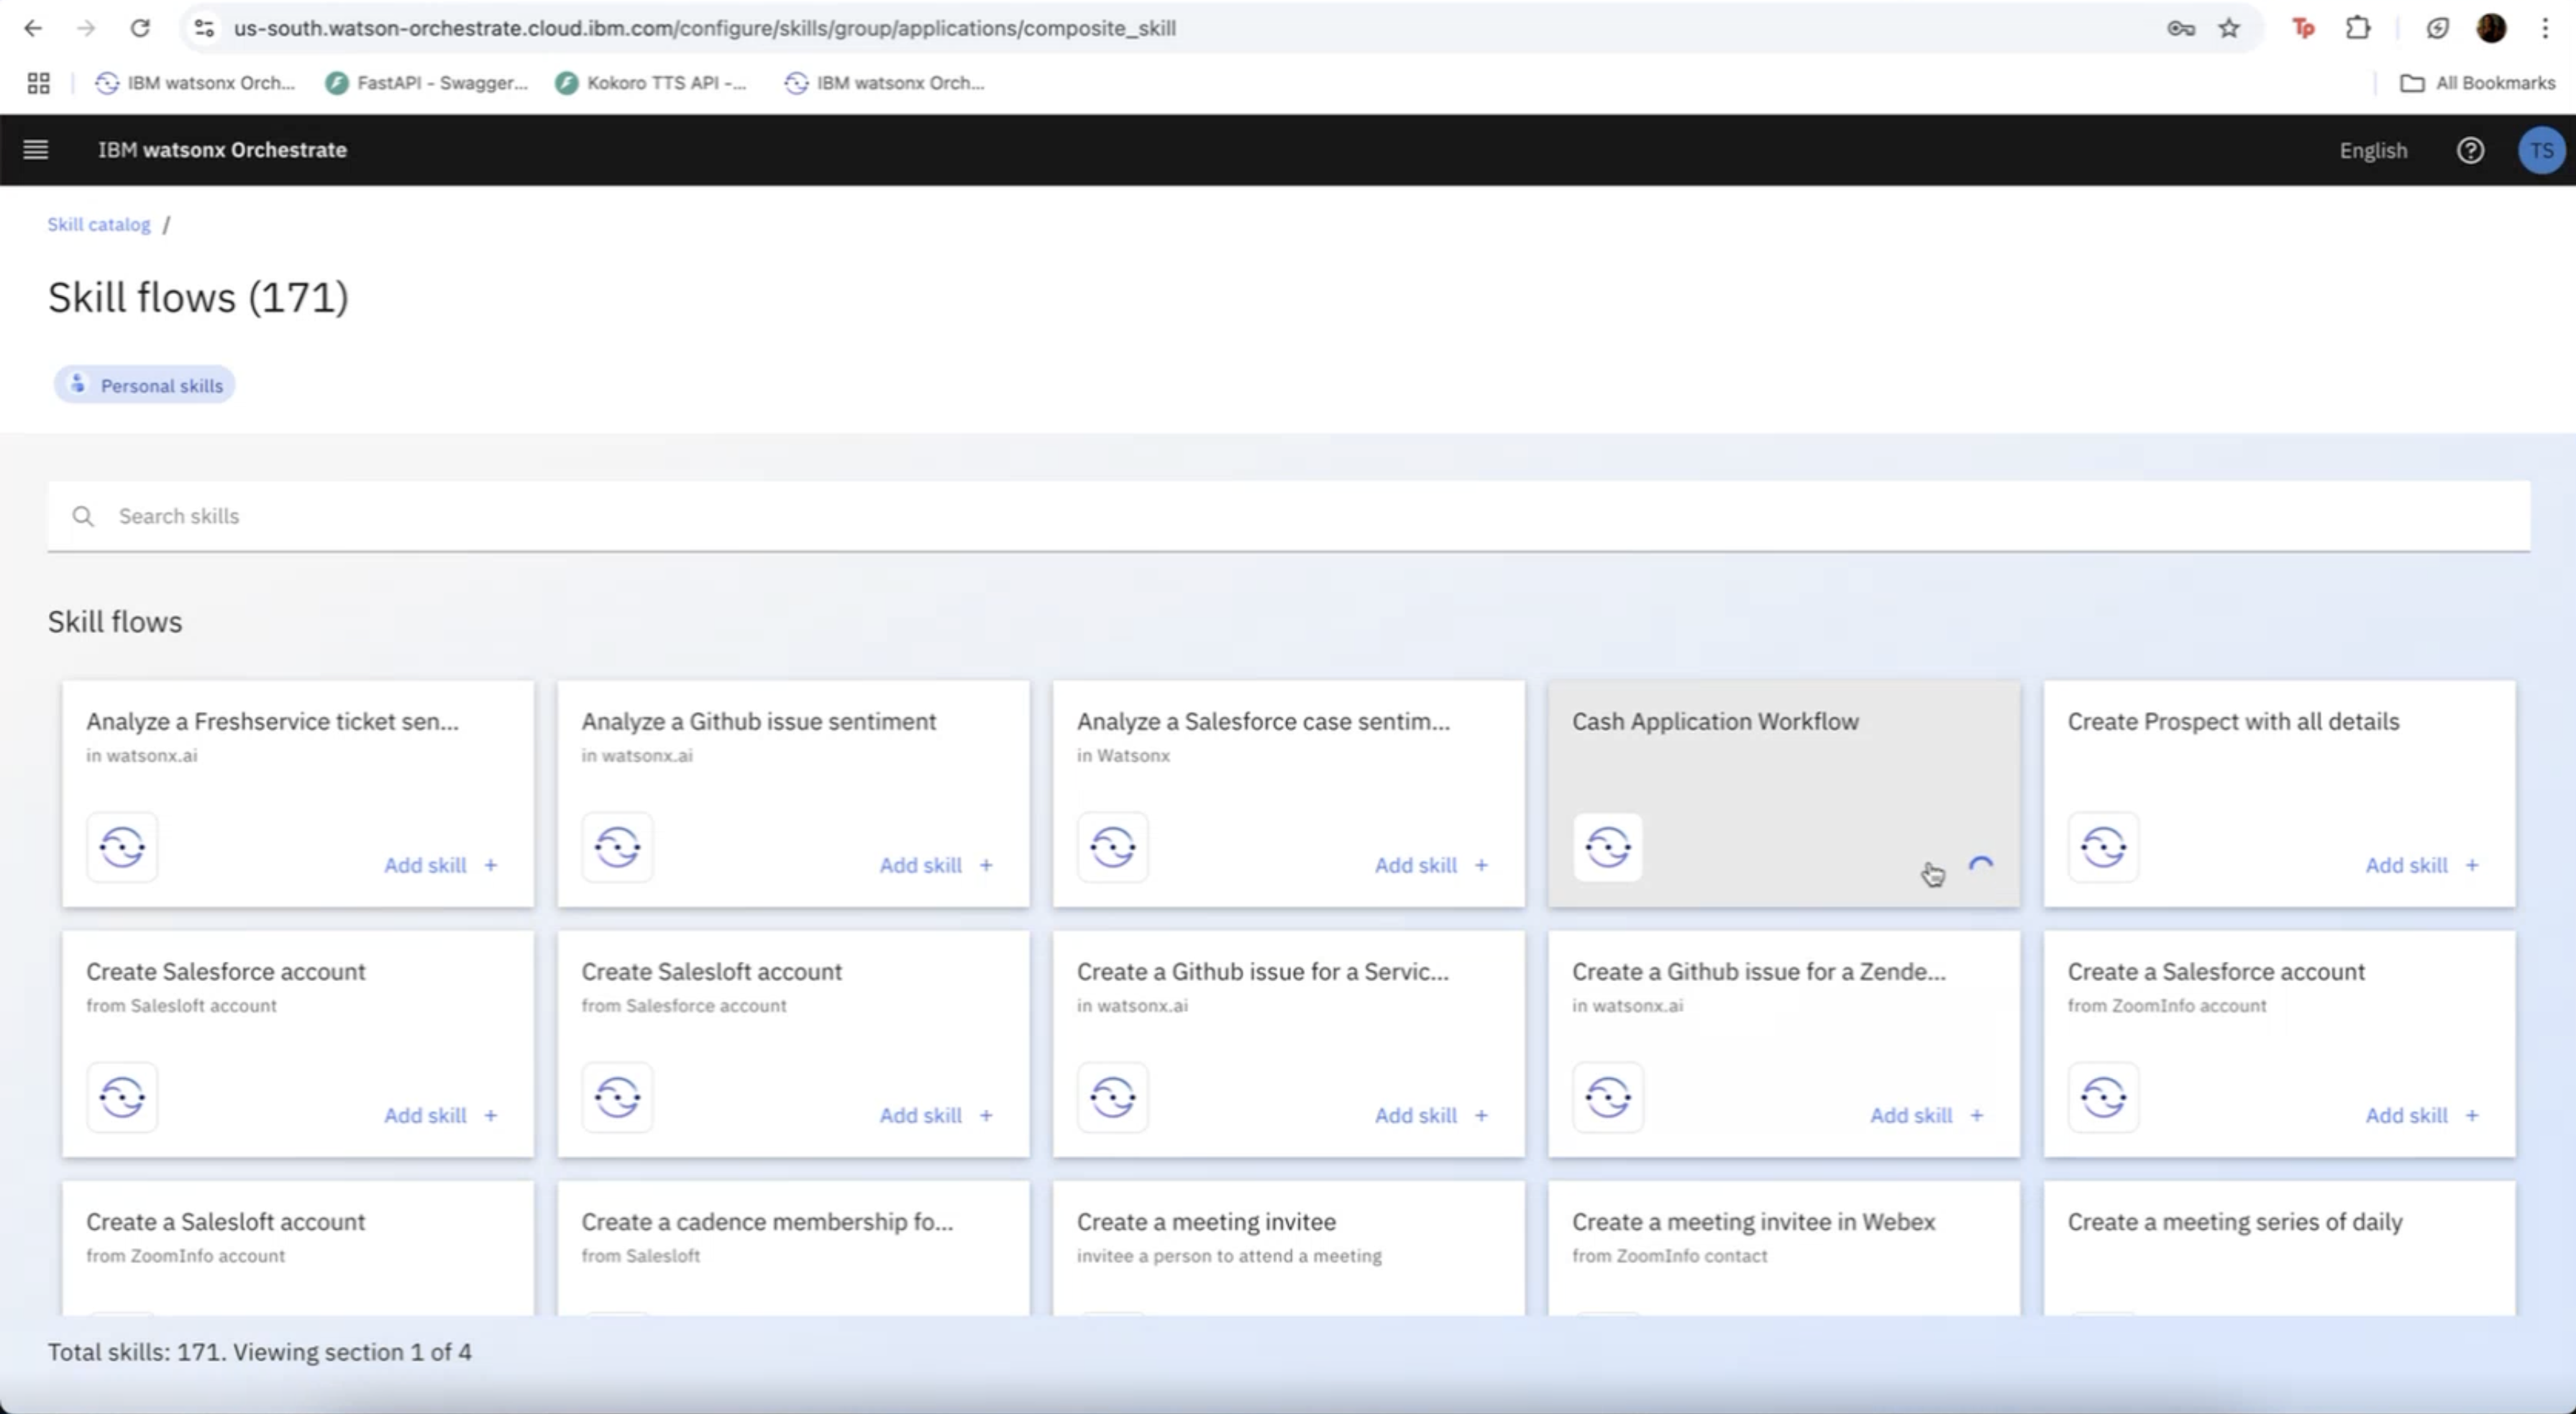 us-south.watson-orchestrate.cloud.ibm.com/configure/skills/group/applications/composite_skill
Tp
IBM watsonx Orch...
FastAPI - Swagger...
Kokoro TTS API -...
IBM watsonx Orch...
All Bookmarks
IBM watsonx Orchestrate
English
TS
Skill catalog /
Skill flows (171)
Personal skills
Search skills
Skill flows
Analyze a Freshservice ticket sen...
in watsonx.ai
Add skill +
Analyze a Github issue sentiment
in watsonx.ai
Add skill +
Analyze a Salesforce case sentim...
in Watsonx
Add skill +
Cash Application Workflow
Create Prospect with all details
Add skill +
Create Salesforce account
from Salesloft account
Add skill +
Create Salesloft account
from Salesforce account
Add skill +
Create a Github issue for a Servic...
in watsonx.ai
Add skill +
Create a Github issue for a Zende...
in watsonx.ai
Add skill +
Create a Salesforce account
from ZoomInfo account
Add skill +
Create a Salesloft account
from ZoomInfo account
Create a cadence membership fo...
from Salesloft
Create a meeting invitee
invitee a person to attend a meeting
Create a meeting invitee in Webex
from ZoomInfo contact
Create a meeting series of daily
Total skills: 171. Viewing section 1 of 4